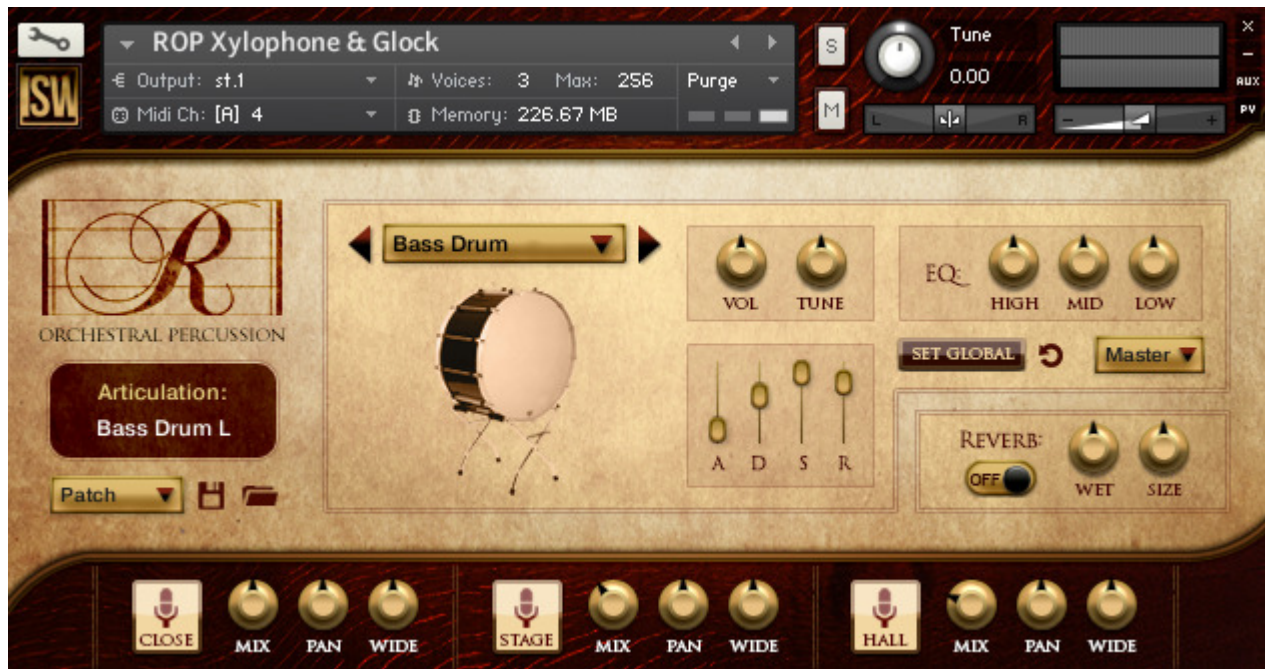 ROP Xylophone & Glock
S
Tune
×
–
ISW
Output: st.1
Voices: 3 Max: 256
Purge
0.00
AUX
Midi Ch: [A] 4
Memory: 226.67 MB
M
L
R
–
+
PV
R
ORCHESTRAL PERCUSSION
Bass Drum
VOL
TUNE
EQ:
HIGH
MID
LOW
SET GLOBAL
Master
Articulation:
Bass Drum L
A
D
S
R
REVERB:
OFF
WET
SIZE
Patch
CLOSE
MIX
PAN
WIDE
STAGE
MIX
PAN
WIDE
HALL
MIX
PAN
WIDE